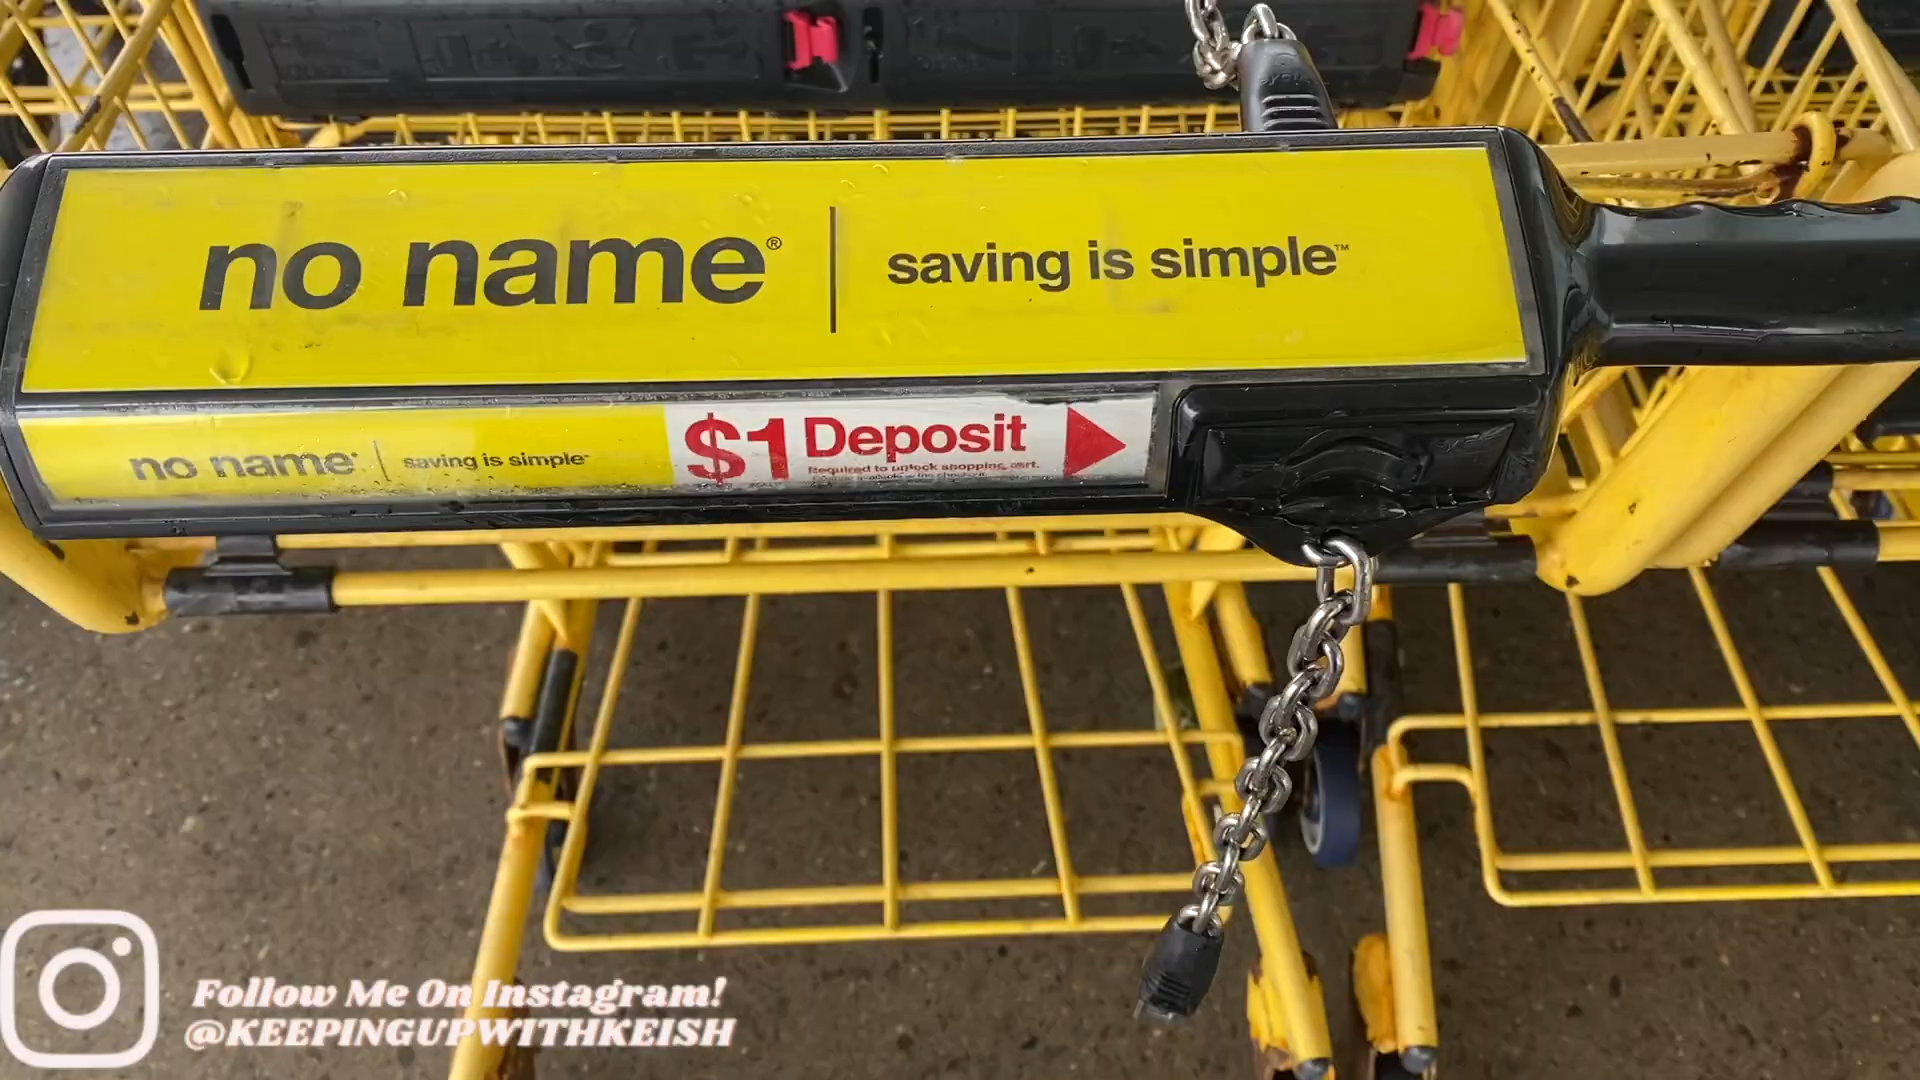 no name® | saving is simple™
no name® | saving is simple™
$1 Deposit
Required to unlock shopping cart.
Follow Me On Instagram!
@KEEPINGUPWITHKEISH